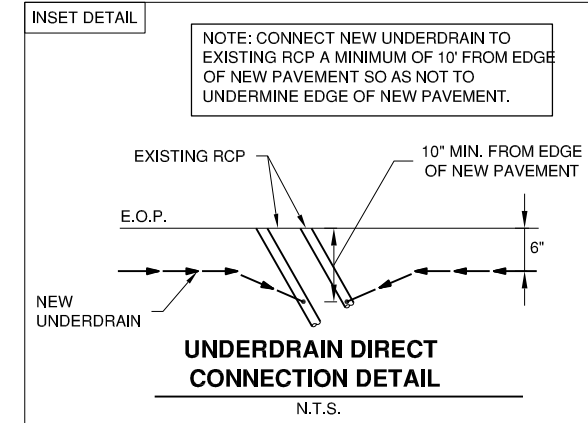 INSET DETAIL
NOTE: CONNECT NEW UNDERDRAIN TO
EXISTING RCP A MINIMUM OF 10' FROM EDGE
OF NEW PAVEMENT SO AS NOT TO
UNDERMINE EDGE OF NEW PAVEMENT.
EXISTING RCP
10" MIN. FROM EDGE
OF NEW PAVEMENT
E.O.P.
6"
NEW
UNDERDRAIN
UNDERDRAIN DIRECT
CONNECTION DETAIL
N.T.S.